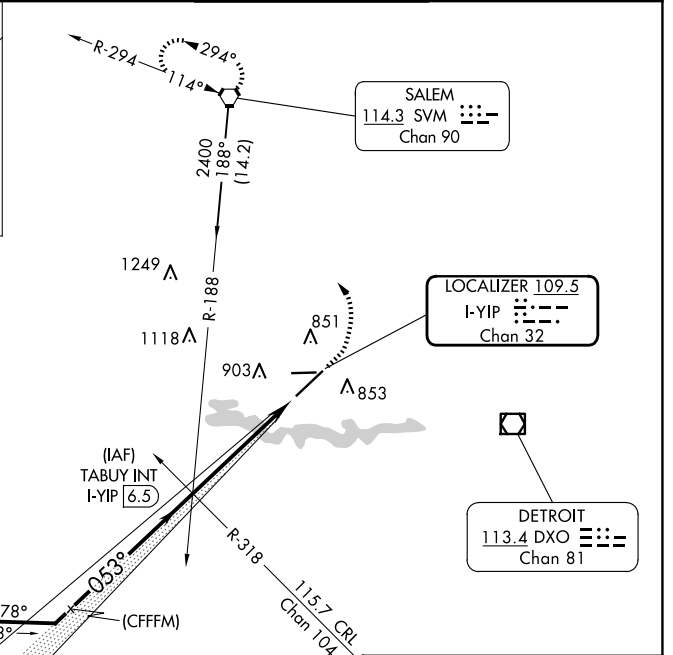 R-294
294°
114°
SALEM
114.3 SVM
Chan 90
2400
188°
(14.2)
1249
R-188
LOCALIZER 109.5
I-YIP
Chan 32
851
1118
903
853
(IAF)
TABUY INT
I-YIP 6.5
DETROIT
113.4 DXO
Chan 81
R-318
053°
115.7 CRL
Chan 104
(CFFFM)
78°